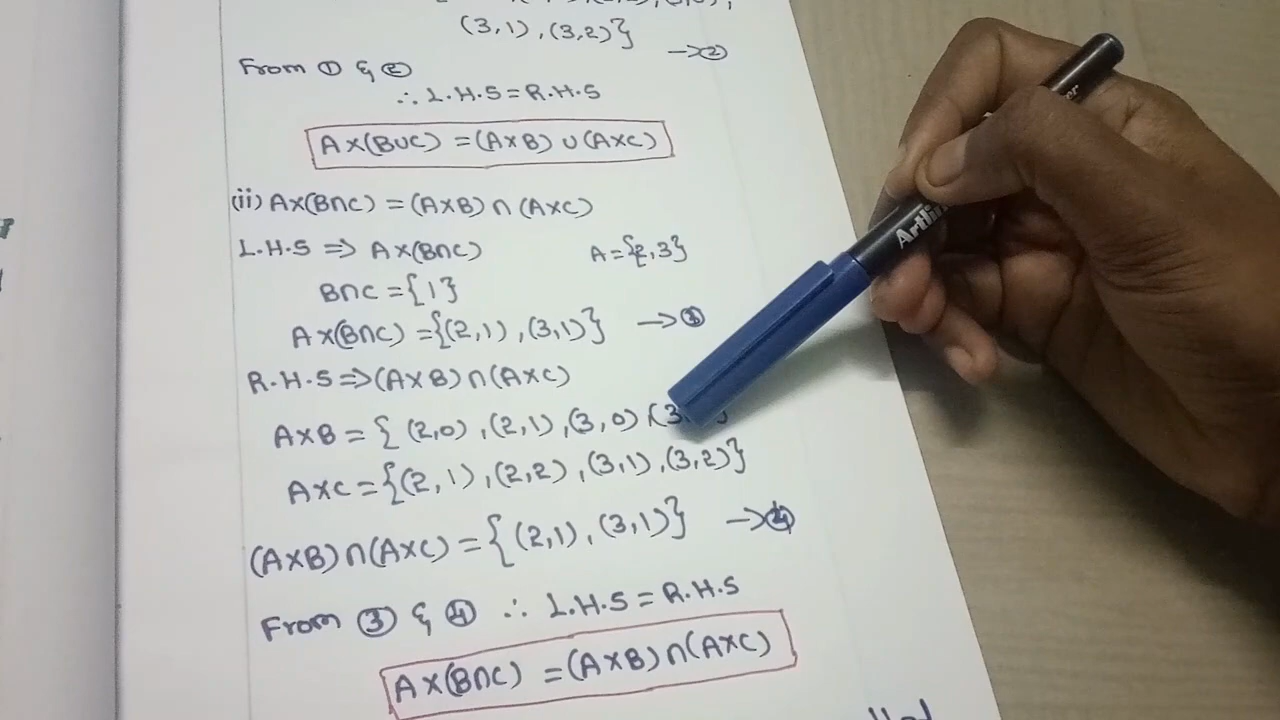 (3,1), (3,2)} → ②
From ① & ②
∴ L.H.S = R.H.S
A×(B∪C) = (A×B) ∪ (A×C)
(ii) A×(B∩C) = (A×B) ∩ (A×C)
L.H.S ⇒ A×(B∩C) A = {2,3}
B∩C = {1}
A×(B∩C) = {(2,1), (3,1)} → ③
R.H.S ⇒ (A×B) ∩ (A×C)
A×B = { (2,0), (2,1), (3,0), (3,
A×C = {(2,1), (2,2), (3,1), (3,2)}
(A×B) ∩ (A×C) = { (2,1), (3,1)} → ④
From ③ & ④ ∴ L.H.S = R.H.S
A×(B∩C) = (A×B) ∩ (A×C)